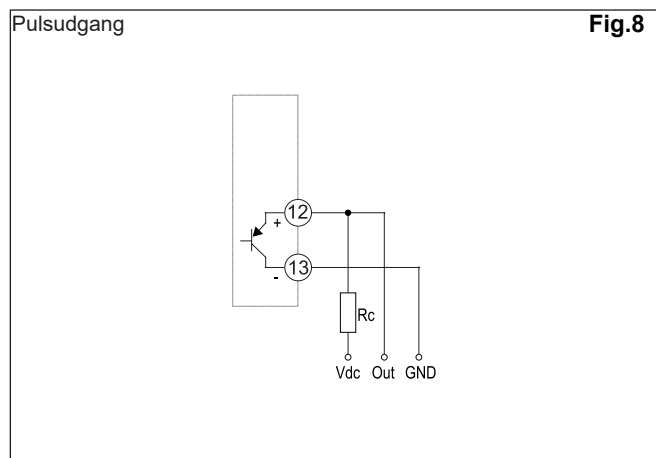 Pulsudgang Fig.8
12
+
13
-
Rc
Vdc Out GND